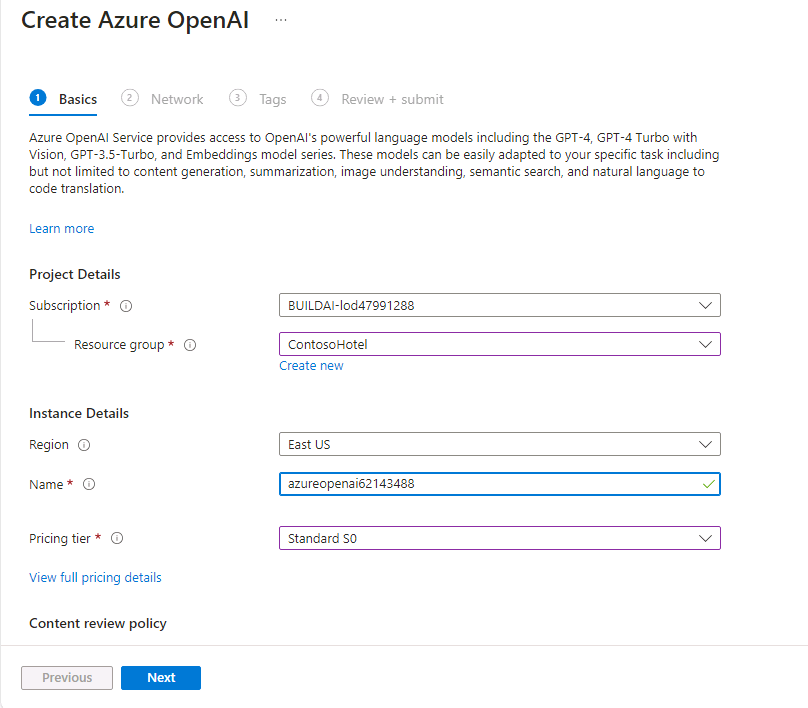 Create Azure OpenAI ...
1 Basics 2 Network 3 Tags 4 Review + submit
Azure OpenAI Service provides access to OpenAI's powerful language models including the GPT-4, GPT-4 Turbo with
Vision, GPT-3.5-Turbo, and Embeddings model series. These models can be easily adapted to your specific task including
but not limited to content generation, summarization, image understanding, semantic search, and natural language to
code translation.
Learn more
Project Details
Subscription * BUILDAI-lod47991288
Resource group * ContosoHotel
Create new
Instance Details
Region East US
Name * azureopenai62143488
Pricing tier * Standard S0
View full pricing details
Content review policy
Previous Next